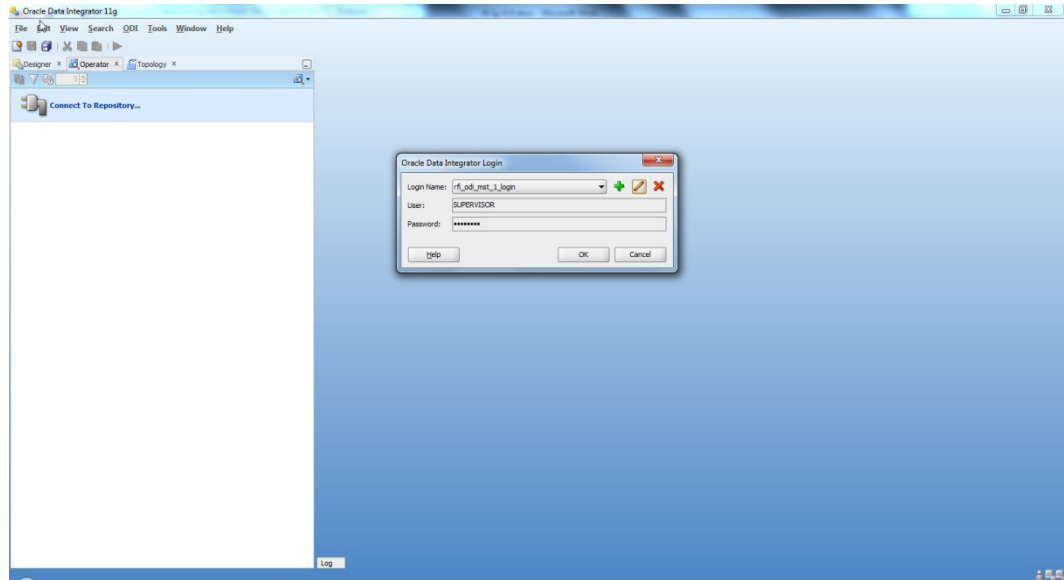 Oracle Data Integrator 11g
File Edit View Search ODI Tools Window Help
Designer Operator Topology
Connect To Repository...
Oracle Data Integrator Login
Login Name: rfi_odi_mst_1_login
User: SUPERVISOR
Password: ••••••••
Help OK Cancel
Log